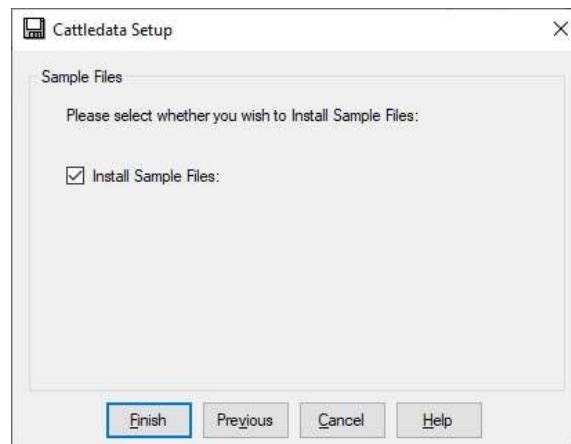 Cattledata Setup
Sample Files
Please select whether you wish to Install Sample Files:
Install Sample Files:
Finish Previous Cancel Help